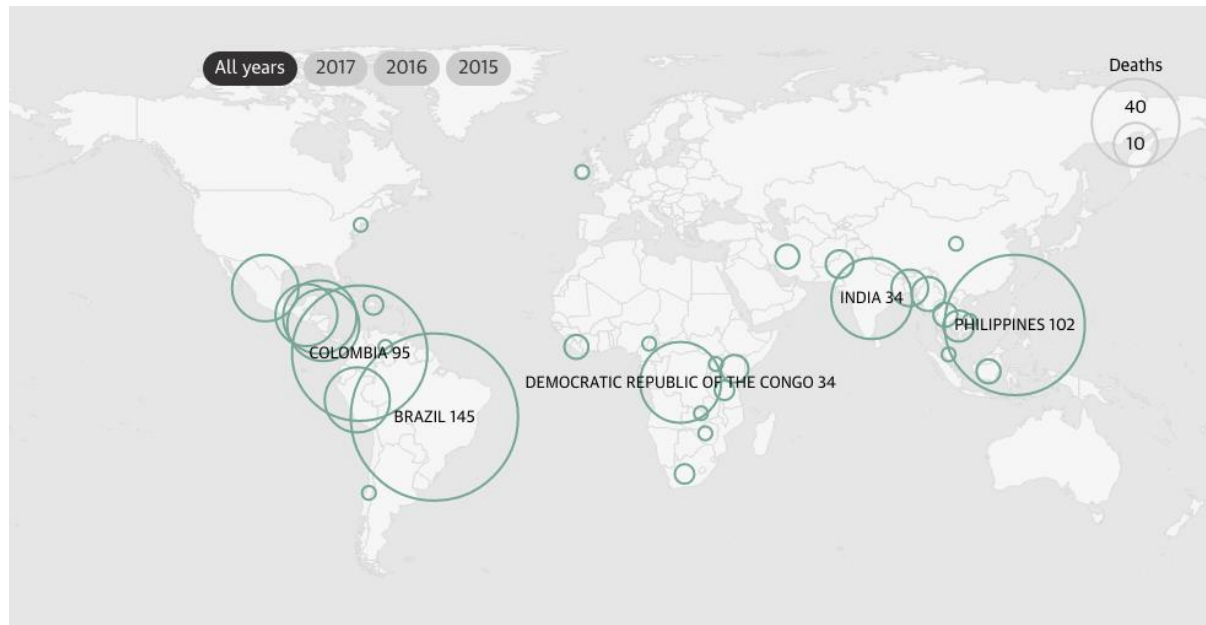 All years
2017
2016
2015
Deaths
40
10
INDIA 34
PHILIPPINES 102
COLOMBIA 95
DEMOCRATIC REPUBLIC OF THE CONGO 34
BRAZIL 145